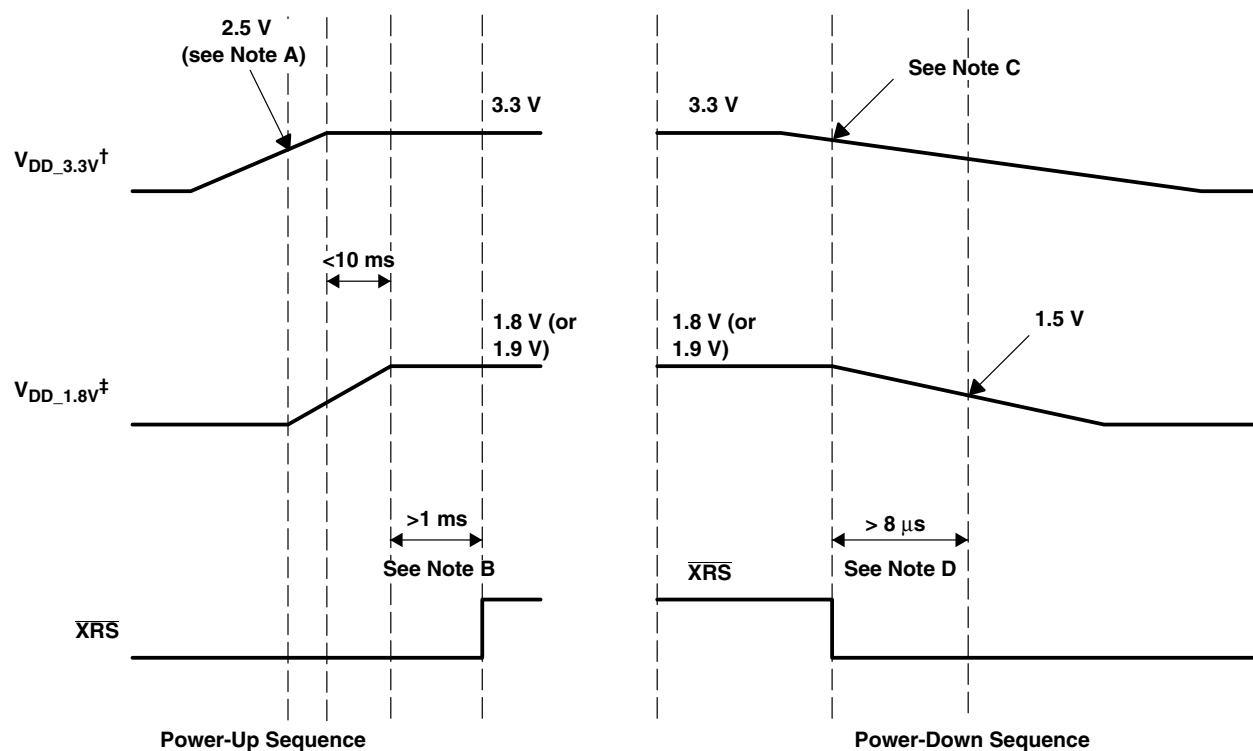 2.5 V
(see Note A)
See Note C
3.3 V
3.3 V
VDD_3.3V†
<10 ms
1.8 V (or
1.9 V)
1.8 V (or
1.9 V)
1.5 V
VDD_1.8V‡
>1 ms
See Note B
> 8 μs
See Note D
XRS
XRS
Power-Up Sequence
Power-Down Sequence